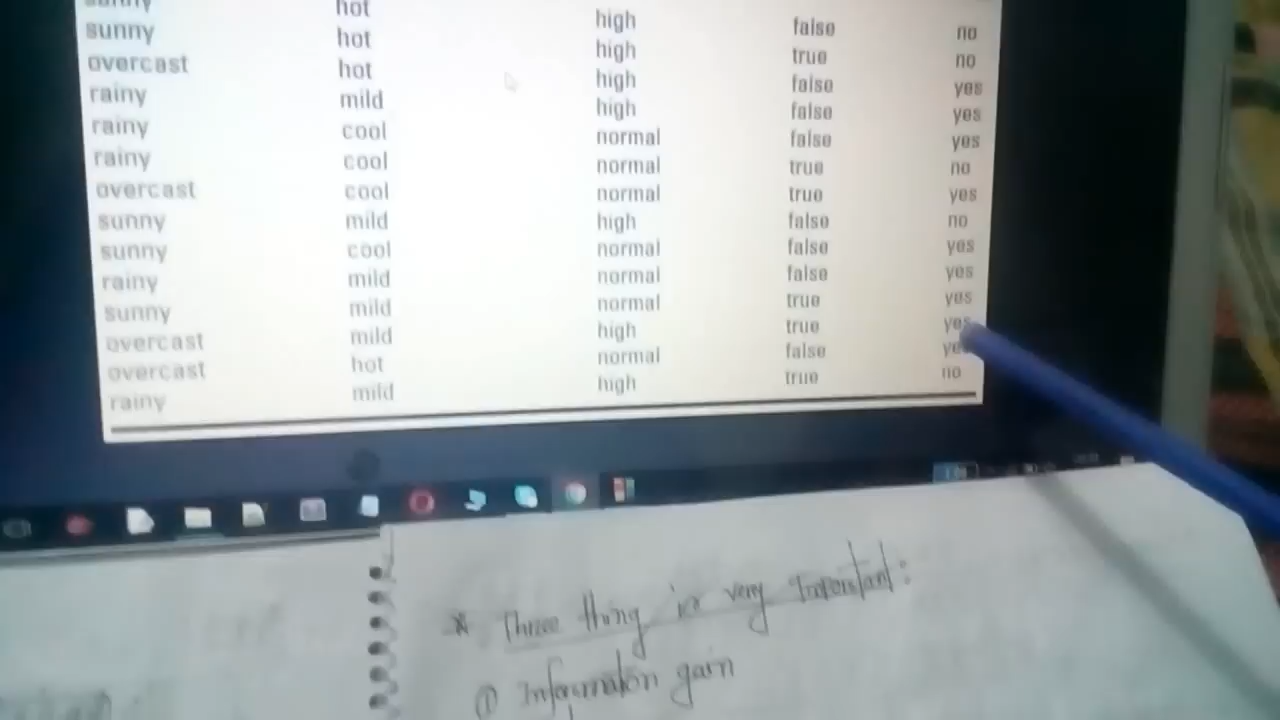 sunny hot high false no
sunny hot high true no
overcast hot high false yes
rainy mild high false yes
rainy cool normal false yes
rainy cool normal true no
overcast cool normal true yes
sunny mild high false no
sunny cool normal false yes
rainy mild normal false yes
sunny mild normal true yes
overcast mild high true yes
overcast hot normal false yes
rainy mild high true no
* Three thing is very Important:
① Information gain